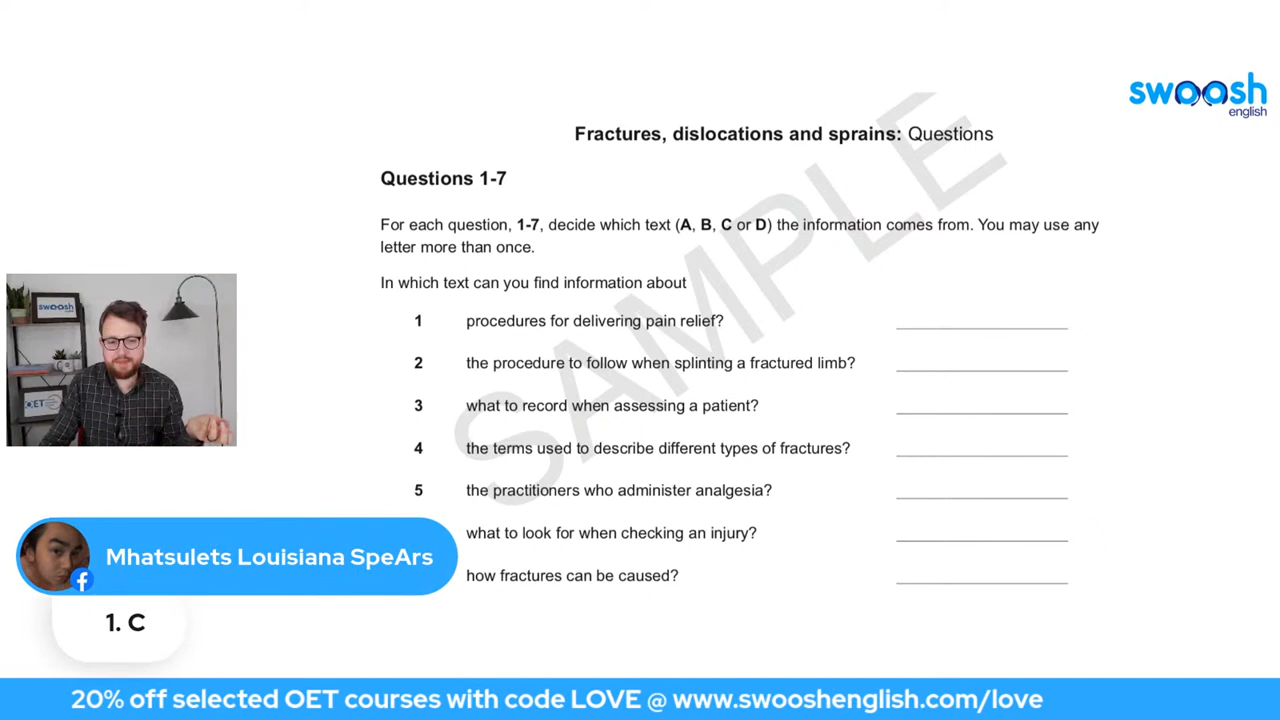 swoosh
english
Fractures, dislocations and sprains: Questions
Questions 1-7
For each question, 1-7, decide which text (A, B, C or D) the information comes from. You may use any
letter more than once.
In which text can you find information about
1 procedures for delivering pain relief?
2 the procedure to follow when splinting a fractured limb?
3 what to record when assessing a patient?
4 the terms used to describe different types of fractures?
5 the practitioners who administer analgesia?
what to look for when checking an injury?
how fractures can be caused?
SAMPLE
swoosh
OET
Mhatsulets Louisiana SpeArs
1. C
20% off selected OET courses with code LOVE @ www.swooshenglish.com/love